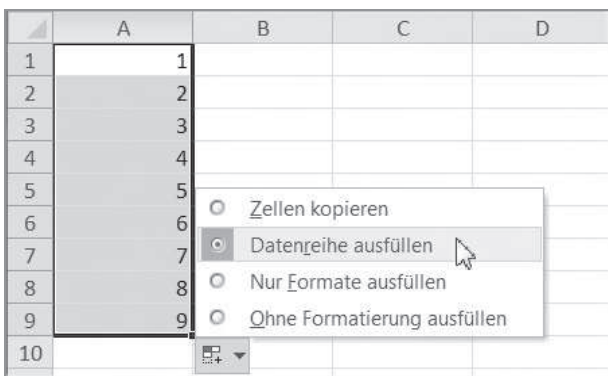 A B C D
1 1
2 2
3 3
4 4
5 5
Zellen kopieren
6 6
Datenreihe ausfüllen
7 7
Nur Formate ausfüllen
8 8
Ohne Formatierung ausfüllen
9 9
10